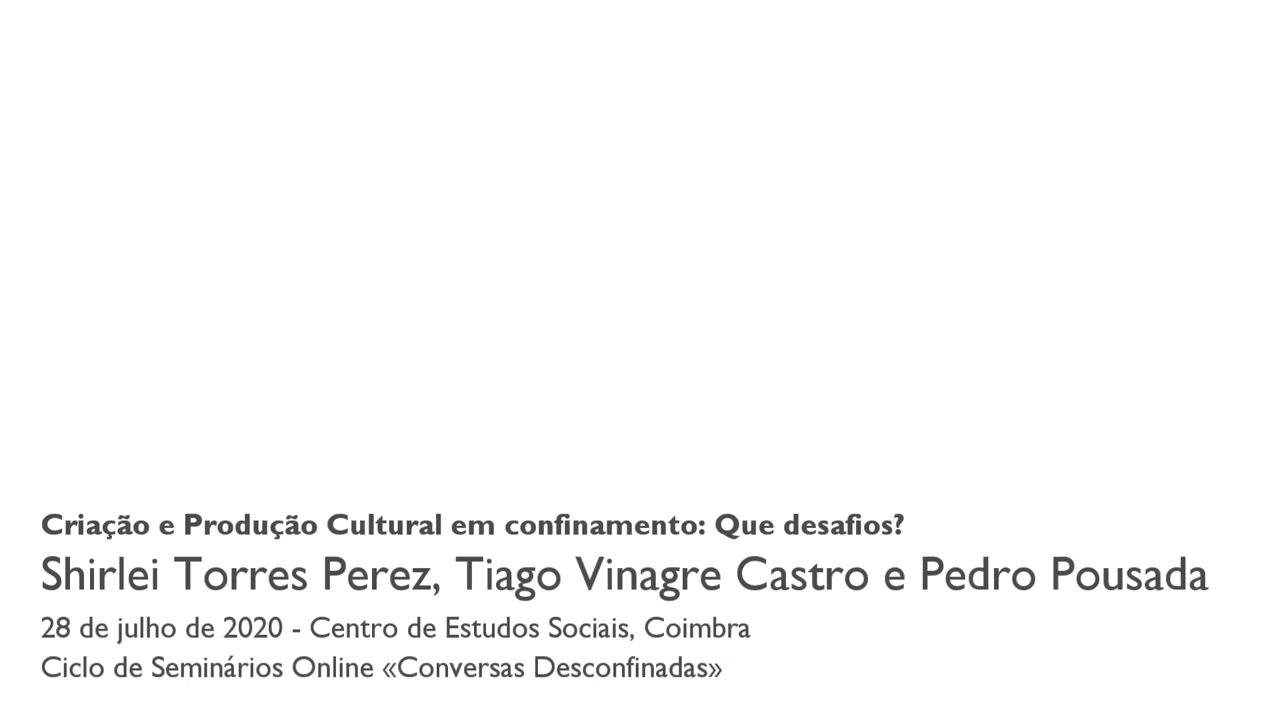 Criação e Produção Cultural em confinamento: Que desafios?
Shirlei Torres Perez, Tiago Vinagre Castro e Pedro Pousada
28 de julho de 2020 - Centro de Estudos Sociais, Coimbra
Ciclo de Seminários Online «Conversas Desconfinadas»